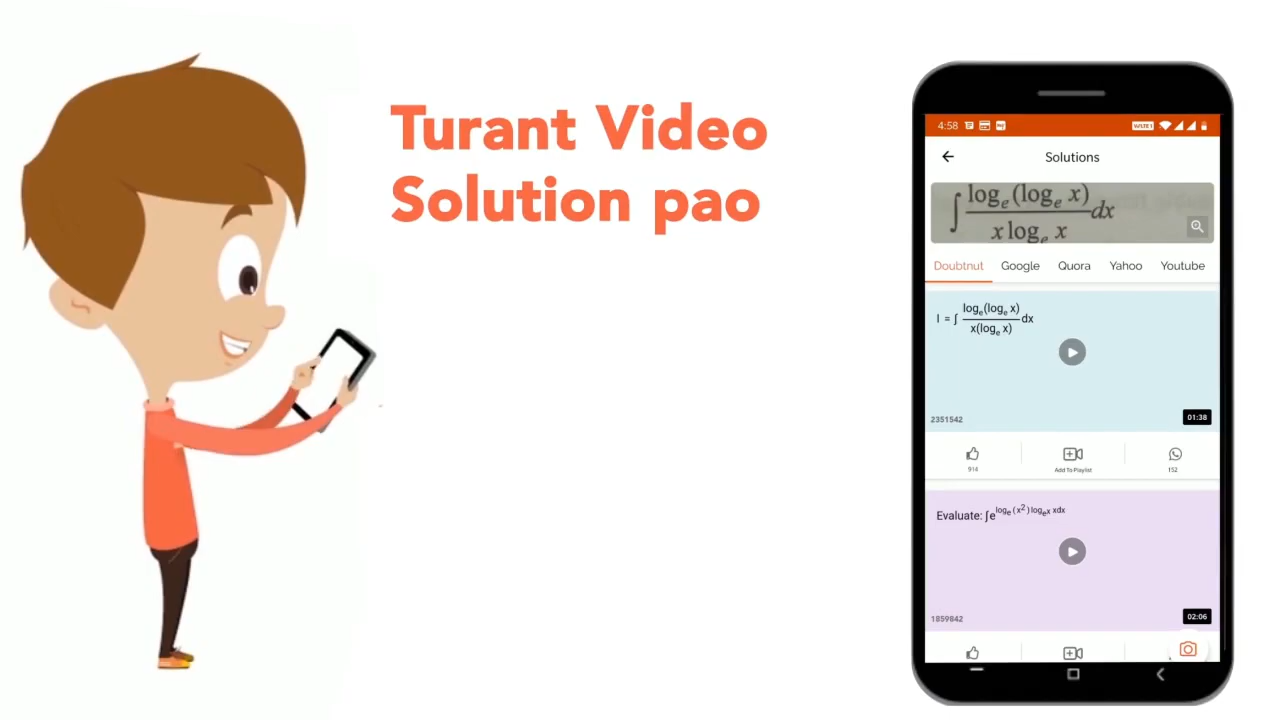 Turant Video
Solution pao
4:58
VoLTE1
Solutions
∫ logₑ(logₑ x) / x logₑ x dx
Doubtnut Google Quora Yahoo Youtube
I = ∫ logₑ(logₑ x) / x(logₑ x) dx
2351542 01:38
914 Add To Playlist 152
Evaluate: ∫e^logₑ(x²)logₑx xdx
1859842 02:06